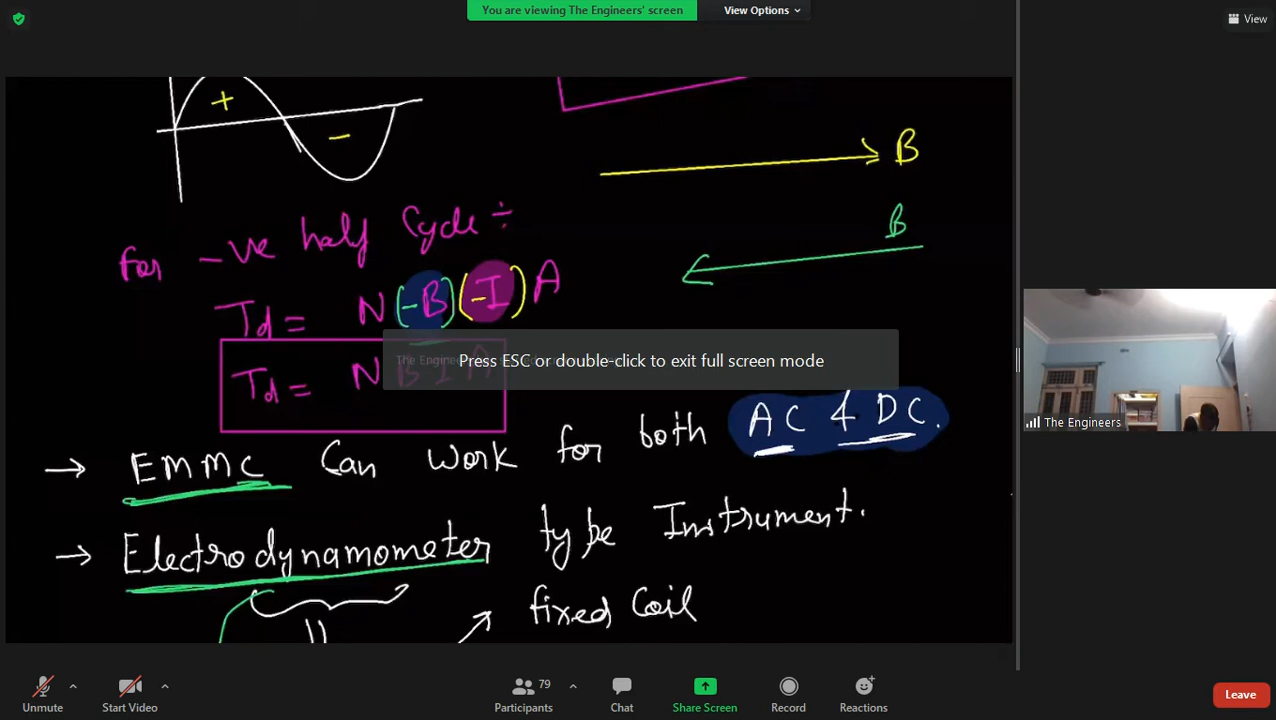 You are viewing The Engineers' screen
View Options
View
+
-
B
B
for -ve half Cycle ÷
Td = N (-B) (-I) A
Td = N B I A
Press ESC or double-click to exit full screen mode
→ EMMC Can work for both AC & DC.
→ Electrodynamometer type Instrument.
fixed Coil
The Engineers
Unmute
Start Video
79
Participants
Chat
Share Screen
Record
Reactions
Leave